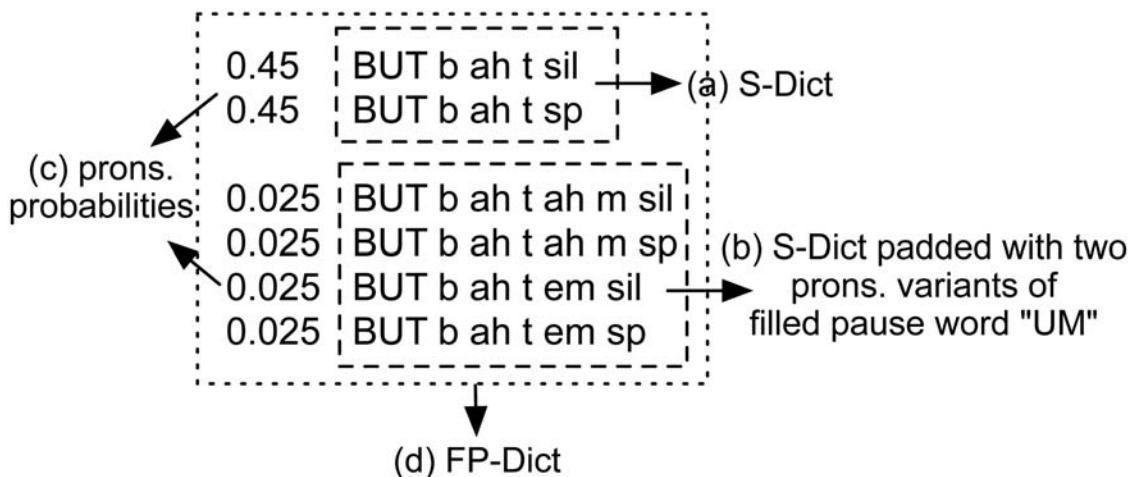 0.45 BUT b ah t sil
0.45 BUT b ah t sp
(a) S-Dict
(c) prons.
probabilities
0.025 BUT b ah t ah m sil
0.025 BUT b ah t ah m sp
0.025 BUT b ah t em sil
0.025 BUT b ah t em sp
(b) S-Dict padded with two
prons. variants of
filled pause word "UM"
(d) FP-Dict